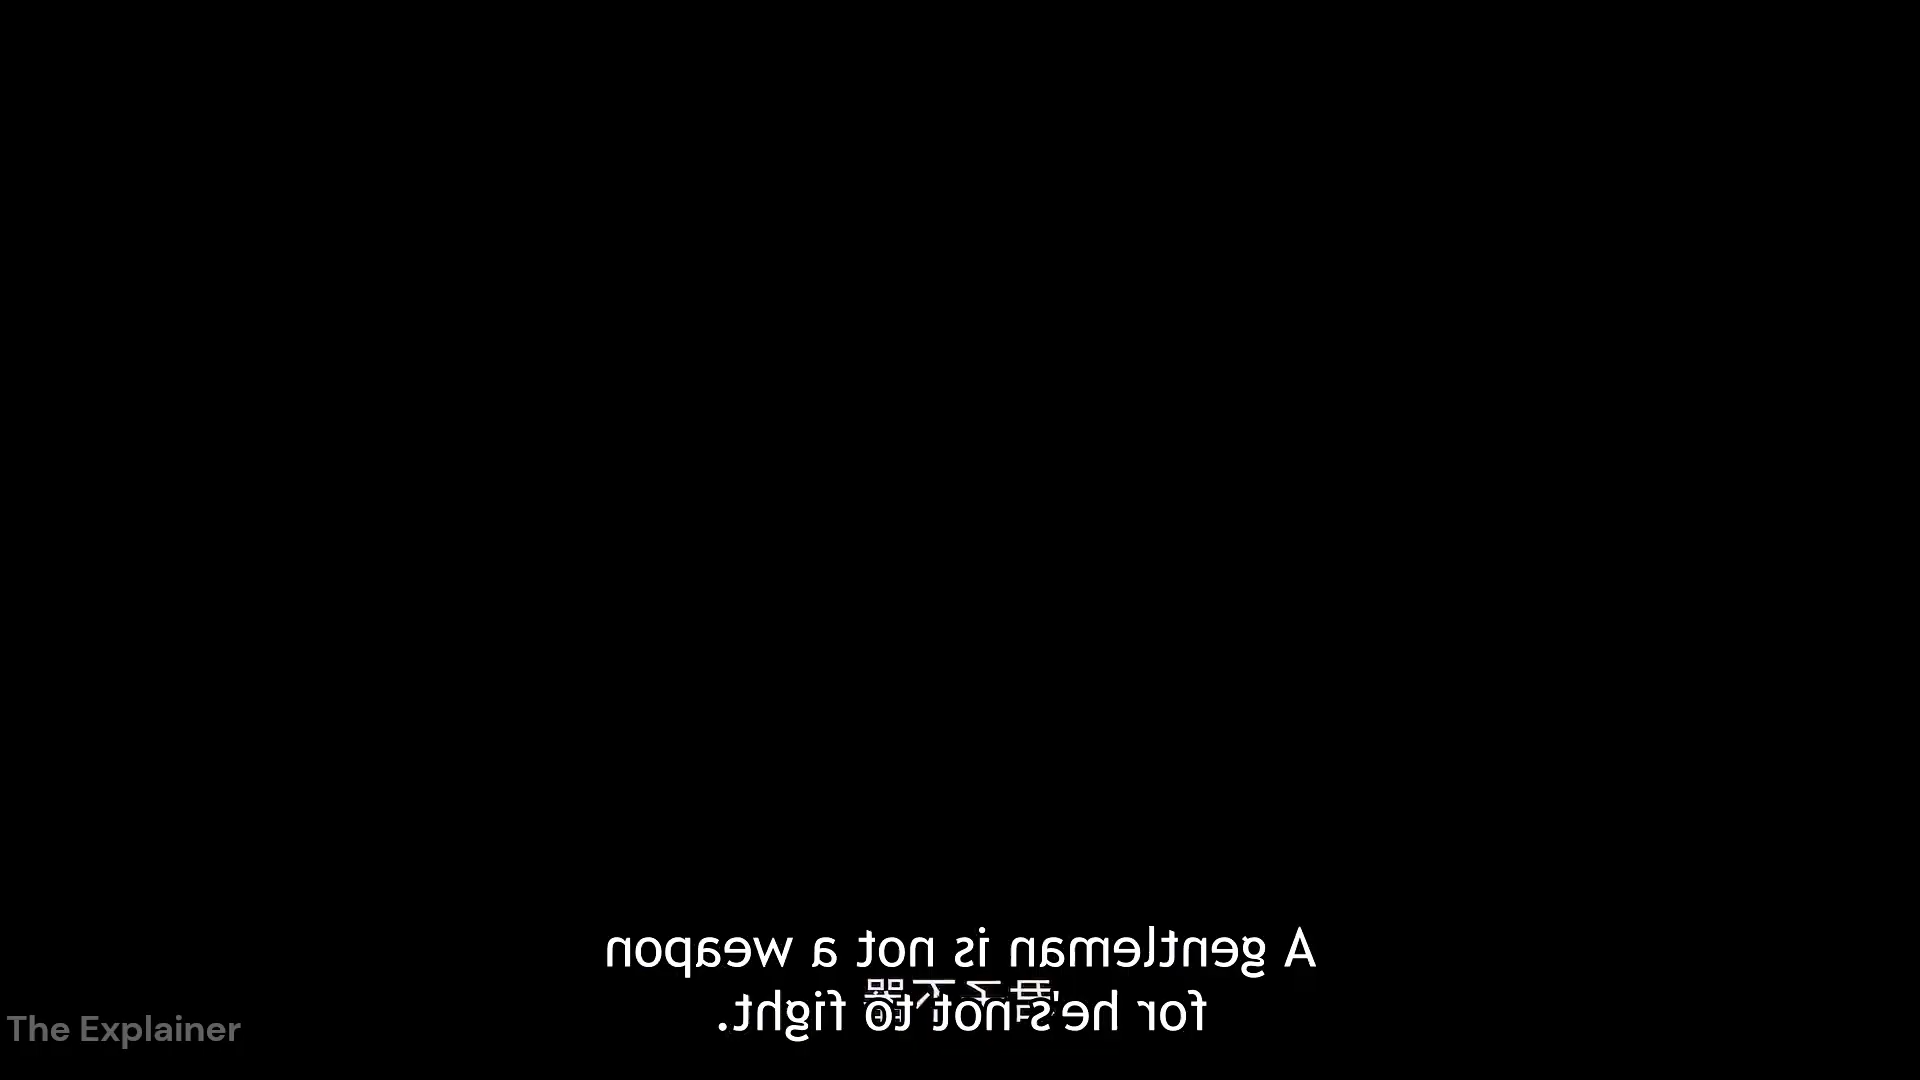 A gentleman is not a weapon
君子不器
for he's not to fight.
The Explainer